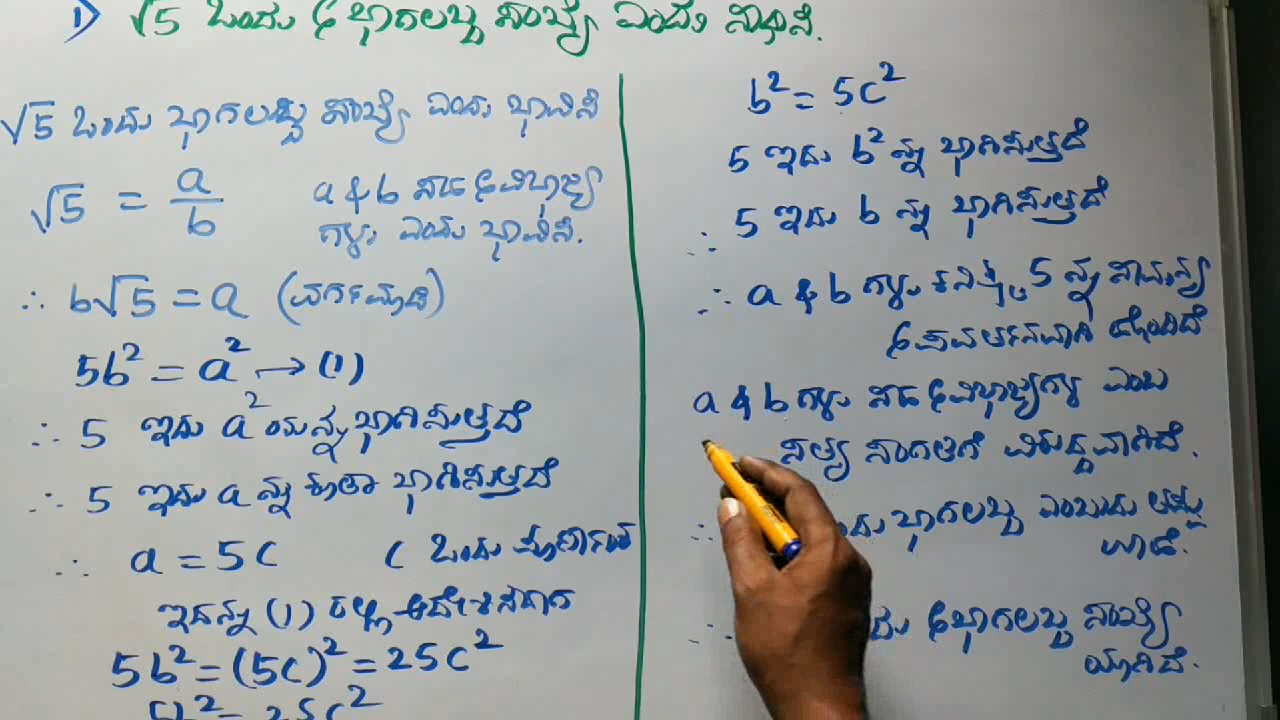 1) √5 ಒಂದು ಅಭಾಗಲಬ್ಧ ಸಂಖ್ಯೆ ಎಂದು ಸಾಧಿಸಿ.
√5 ಒಂದು ಭಾಗಲಬ್ಧ ಸಂಖ್ಯೆ ಎಂದು ಭಾವಿಸಿ
√5 = a/b
a & b ಸಹ ಅವಿಭಾಜ್ಯ
ಗಳು ಎಂದು ಭಾವಿಸಿ.
∴ b√5 = a (ವರ್ಗಮಾಡಿ)
5b² = a² → (1)
∴ 5 ಇದು a² ಯನ್ನು ಭಾಗಿಸುತ್ತದೆ
∴ 5 ಇದು a ನ್ನು ಕೂಡಾ ಭಾಗಿಸುತ್ತದೆ
∴ a = 5c c ಒಂದು ಪೂರ್ಣಾಂಕ
ಇದನ್ನು (1) ರಲ್ಲಿ ಆದೇಶಿಸಿದಾಗ
5b² = (5c)² = 25c²
5b² = 25c²
b² = 5c²
5 ಇದು b² ನ್ನು ಭಾಗಿಸುತ್ತದೆ
∴ 5 ಇದು b ನ್ನು ಭಾಗಿಸುತ್ತದೆ
∴ a & b ಗಳು ಕನಿಷ್ಠ 5 ನ್ನು ಸಾಮಾನ್ಯ
ಅಪವರ್ತನವಾಗಿ ಹೊಂದಿದೆ
a & b ಗಳು ಸಹ ಅವಿಭಾಜ್ಯಗಳ ಎಂಬ
ಸತ್ಯ ಸಂಗತಿಗೆ ವಿರುದ್ಧವಾಗಿದೆ.
∴ ಭಾಗಲಬ್ಧ ಎಂಬುದು ತಪ್ಪು
∴ ಅಭಾಗಲಬ್ಧ ಸಂಖ್ಯೆ
ಯಾಗಿದೆ.